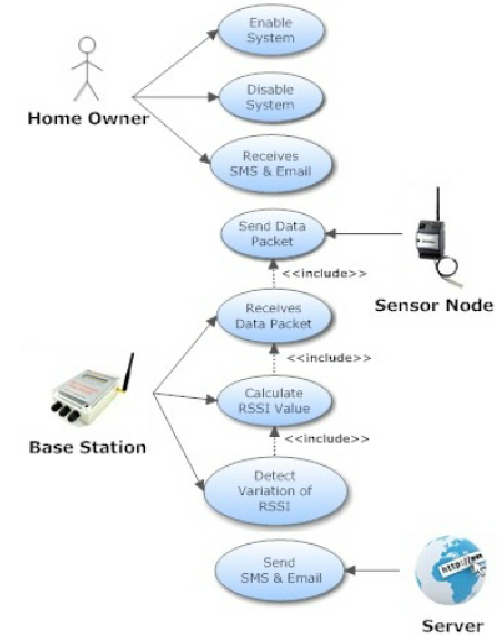 Enable
System
Home Owner
Disable
System
Receives
SMS & Email
Send Data
Packet
<<include>>
Sensor Node
Receives
Data Packet
<<include>>
Calculate
RSSI Value
Base Station
<<include>>
Detect
Variation of
RSSI
Send
SMS & Email
Server